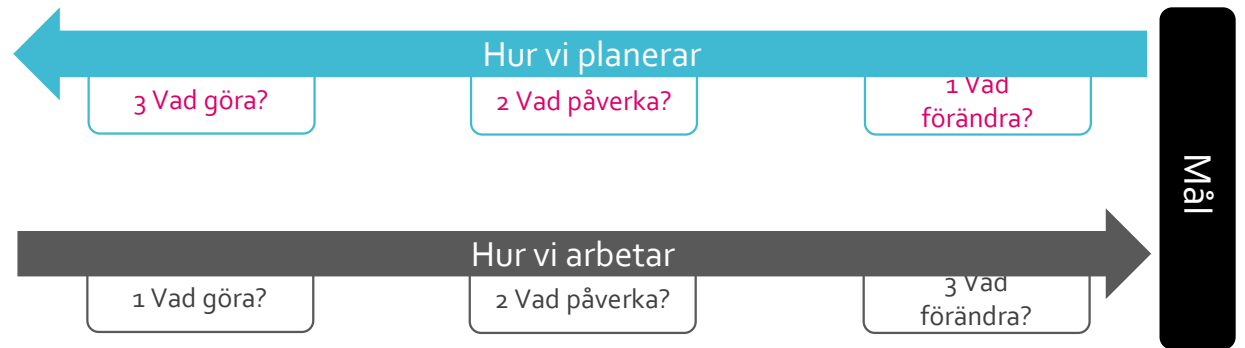 Hur vi planerar
3 Vad göra?
2 Vad påverka?
1 Vad
förändra?
Mål
Hur vi arbetar
1 Vad göra?
2 Vad påverka?
3 Vad
förändra?